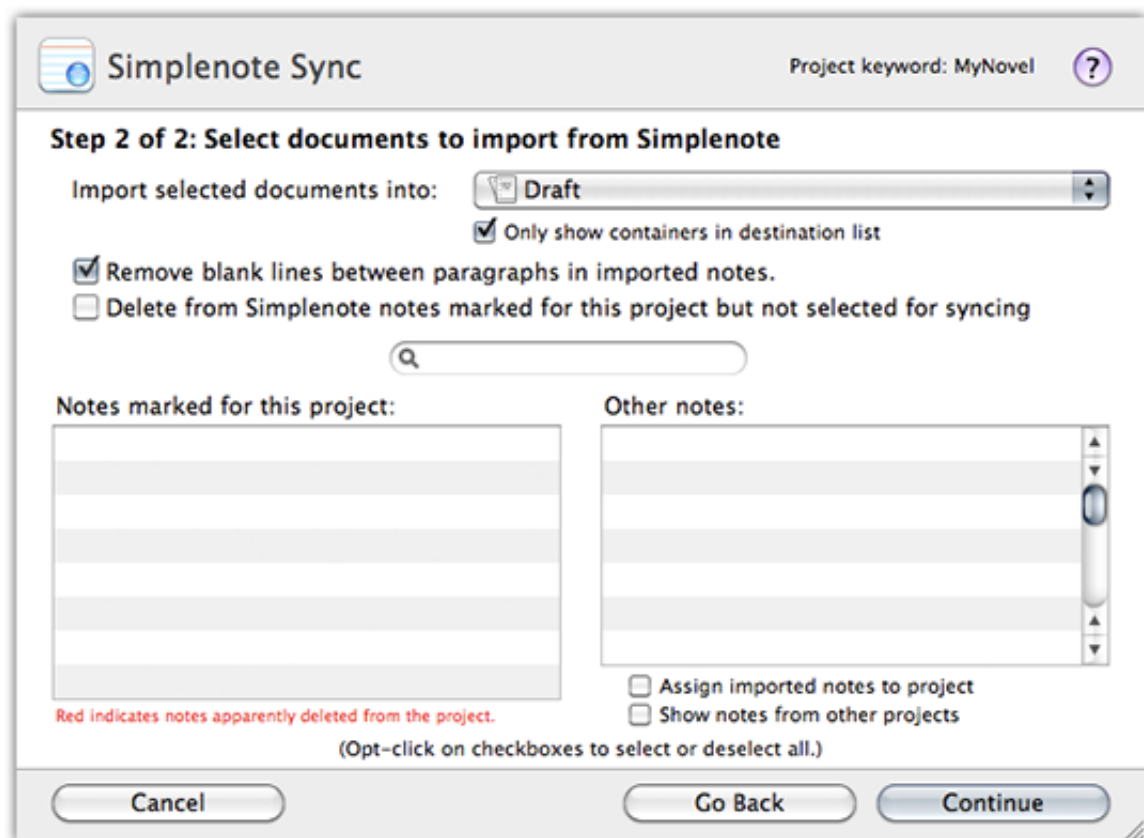 Simplenote Sync
Project keyword: MyNovel
?
Step 2 of 2: Select documents to import from Simplenote
Import selected documents into:
Draft
Only show containers in destination list
Remove blank lines between paragraphs in imported notes.
Delete from Simplenote notes marked for this project but not selected for syncing
Notes marked for this project:
Other notes:
Assign imported notes to project
Red indicates notes apparently deleted from the project.
Show notes from other projects
(Opt-click on checkboxes to select or deselect all.)
Cancel
Go Back
Continue